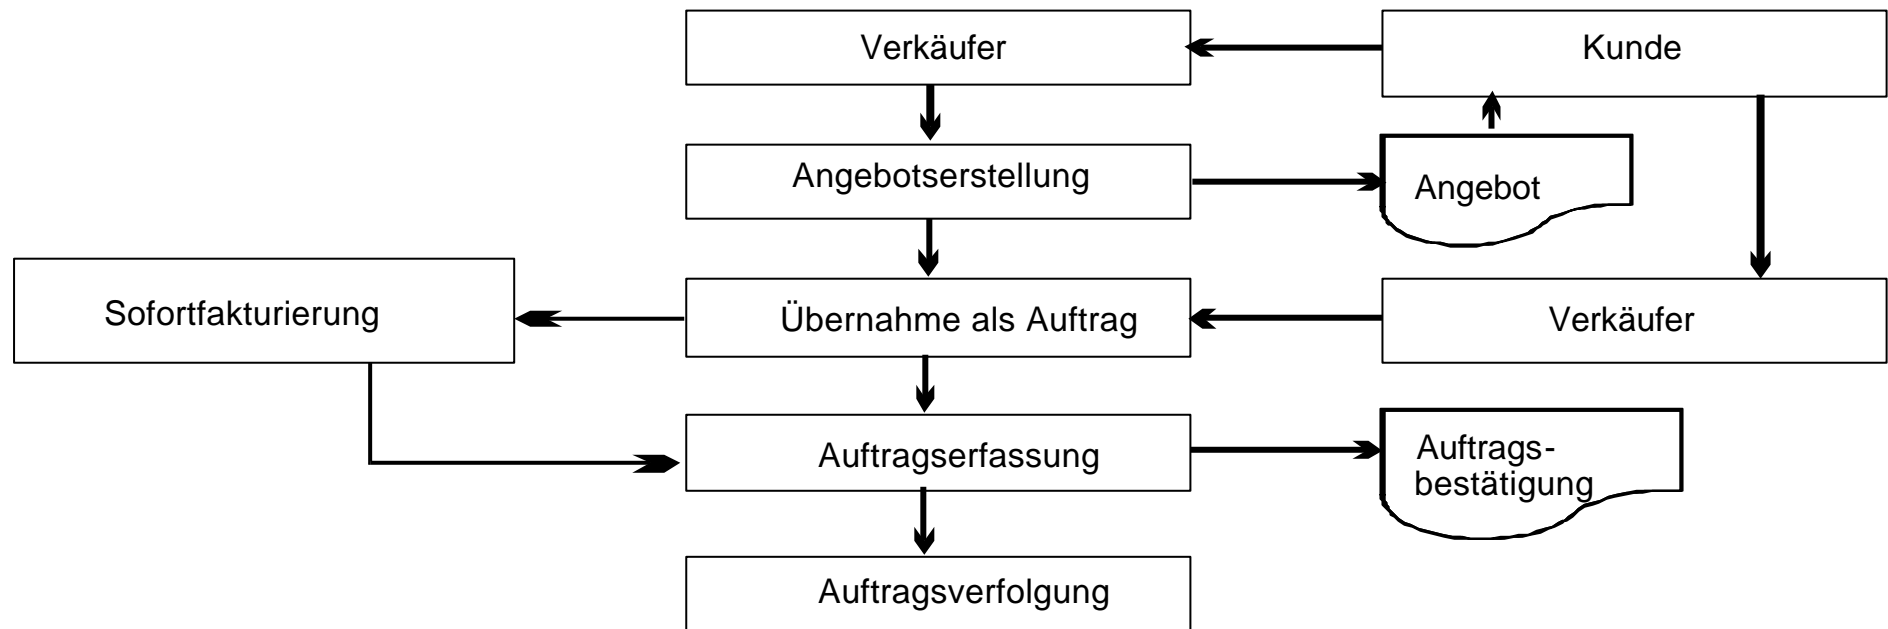 Verkäufer
Kunde
Angebotserstellung
Angebot
Sofortfakturierung
Übernahme als Auftrag
Verkäufer
Auftragserfassung
Auftrags-
bestätigung
Auftragsverfolgung